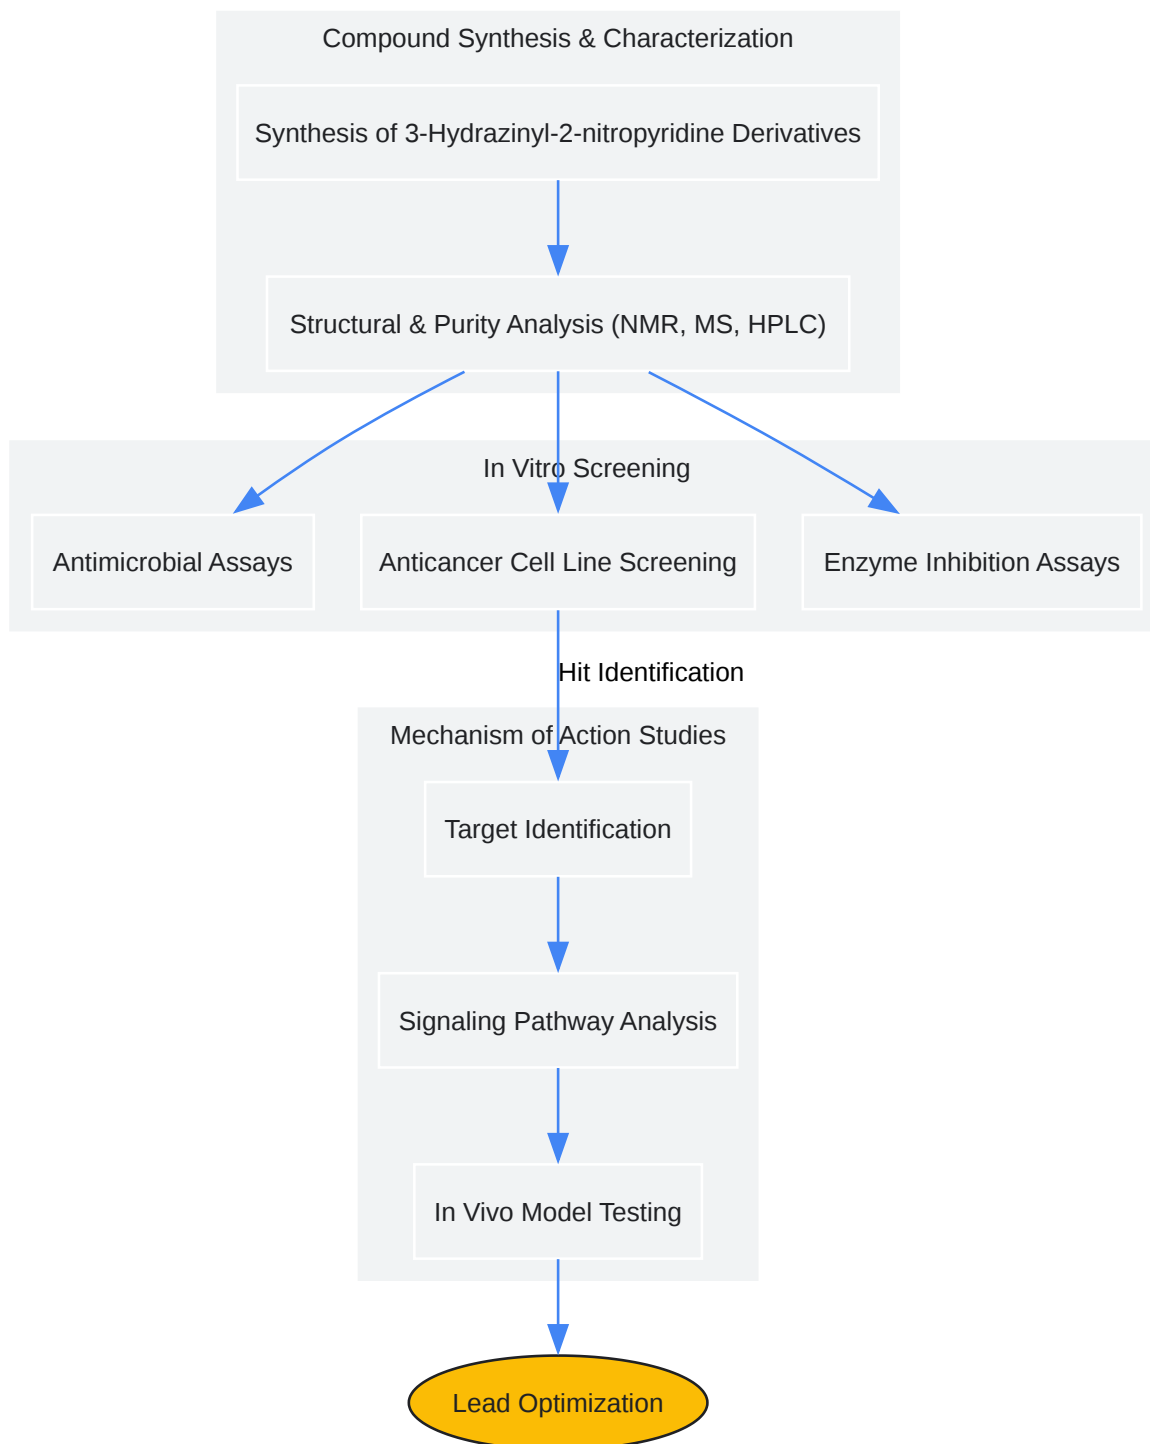 Compound Synthesis & Characterization
Synthesis of 3-Hydrazinyl-2-nitropyridine Derivatives
Structural & Purity Analysis (NMR, MS, HPLC)
In Vitro Screening
Antimicrobial Assays
Anticancer Cell Line Screening
Enzyme Inhibition Assays
Hit Identification
Mechanism of Action Studies
Target Identification
Signaling Pathway Analysis
In Vivo Model Testing
Lead Optimization